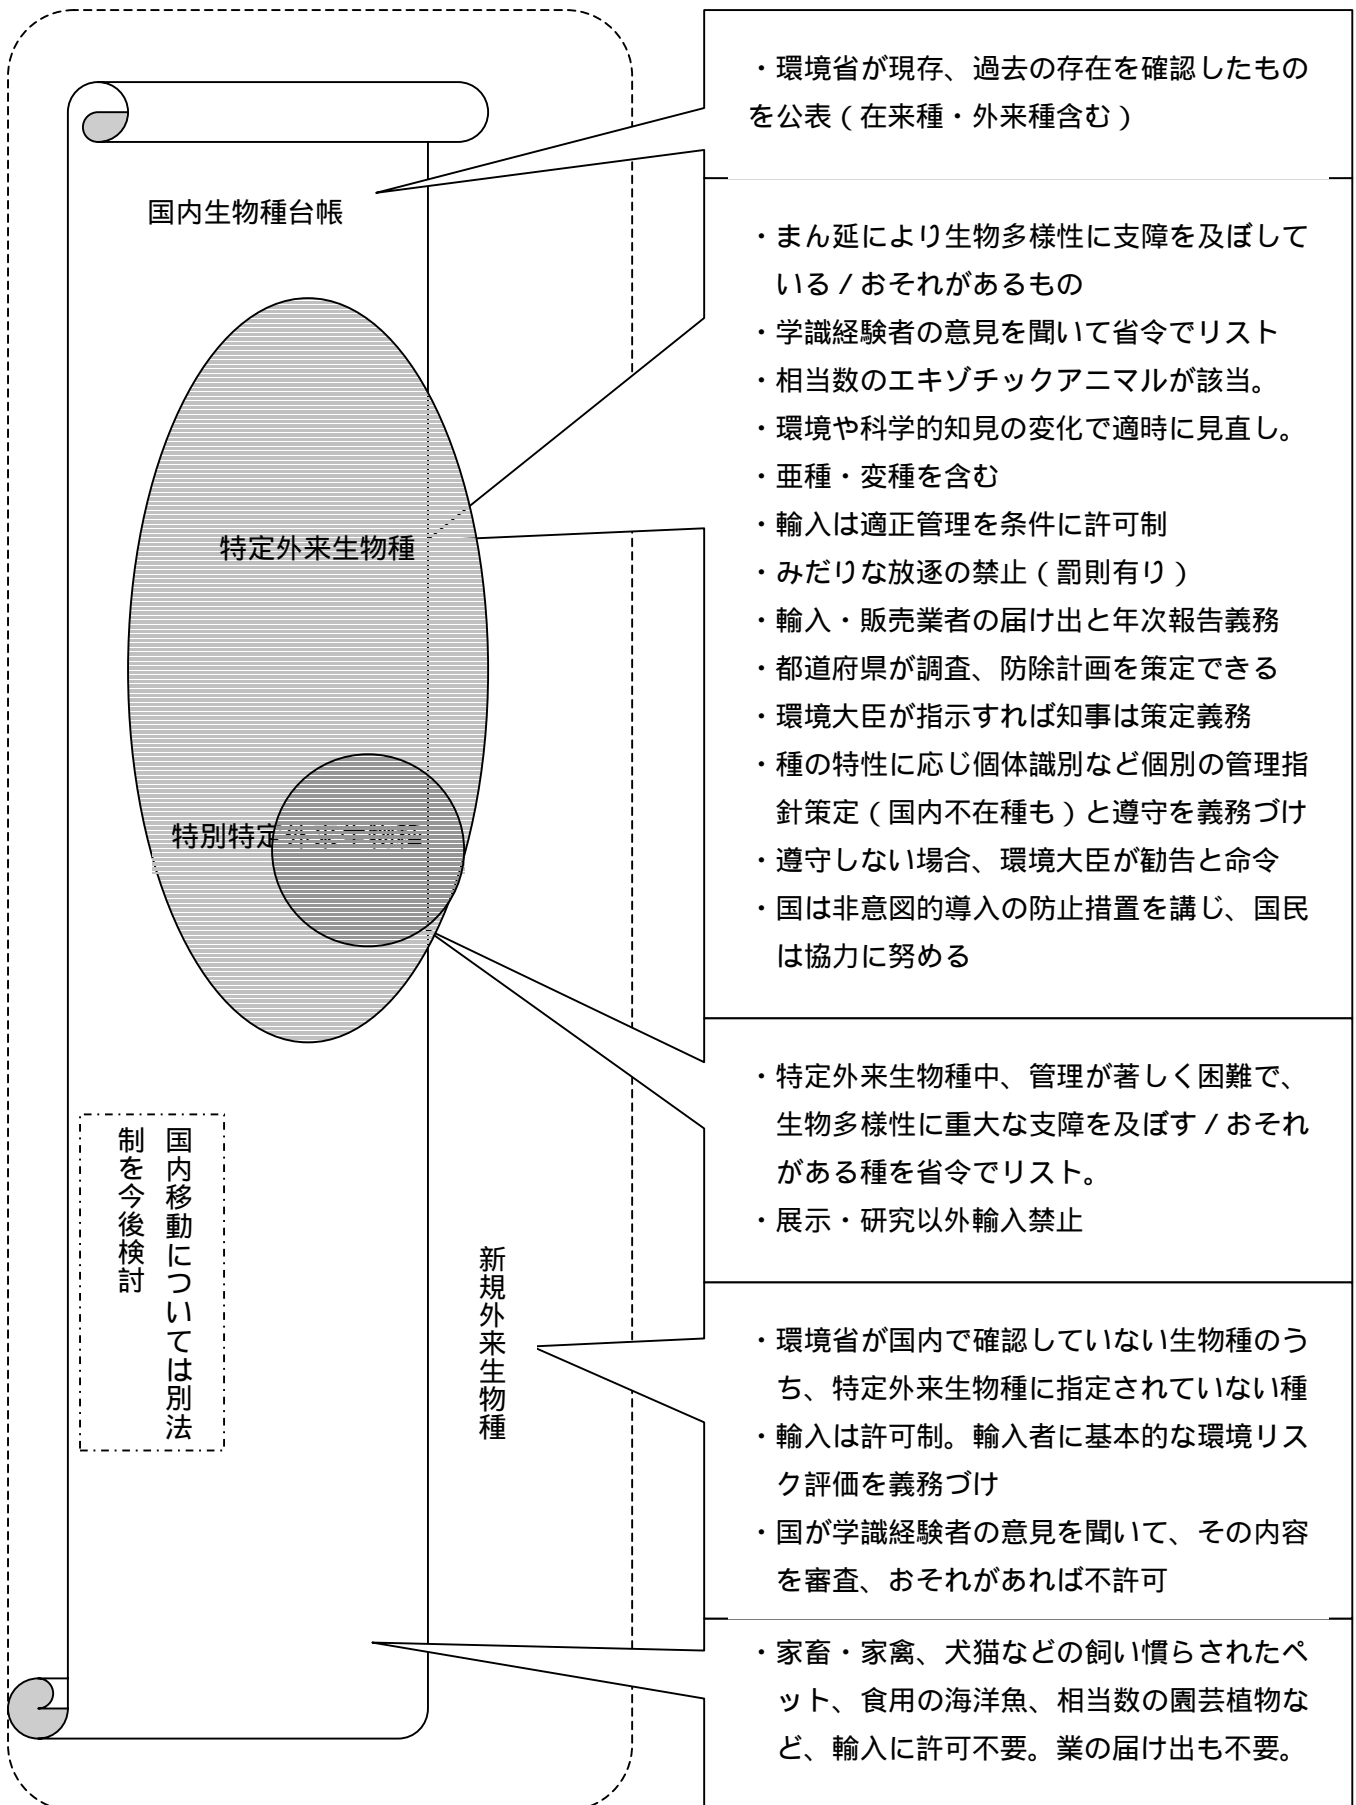 国内生物種台帳
特定外来生物種
特別特定外来生物種
国内移動については別法
制を今後検討
新規外来生物種
・環境省が現存、過去の存在を確認したもの
を公表（在来種・外来種含む）
・まん延により生物多様性に支障を及ぼして
いる／おそれがあるもの
・学識経験者の意見を聞いて省令でリスト
・相当数のエキゾチックアニマルが該当。
・環境や科学的知見の変化で適時に見直し。
・亜種・変種を含む
・輸入は適正管理を条件に許可制
・みだりな放逐の禁止（罰則有り）
・輸入・販売業者の届け出と年次報告義務
・都道府県が調査、防除計画を策定できる
・環境大臣が指示すれば知事は策定義務
・種の特性に応じ個体識別など個別の管理指
針策定（国内不在種も）と遵守を義務づけ
・遵守しない場合、環境大臣が勧告と命令
・国は非意図的導入の防止措置を講じ、国民
は協力に努める
・特定外来生物種中、管理が著しく困難で、
生物多様性に重大な支障を及ぼす／おそれ
がある種を省令でリスト。
・展示・研究以外輸入禁止
・環境省が国内で確認していない生物種のう
ち、特定外来生物種に指定されていない種
・輸入は許可制。輸入者に基本的な環境リス
ク評価を義務づけ
・国が学識経験者の意見を聞いて、その内容
を審査、おそれがあれば不許可
・家畜・家禽、犬猫などの飼い慣らされたペ
ット、食用の海洋魚、相当数の園芸植物な
ど、輸入に許可不要。業の届け出も不要。